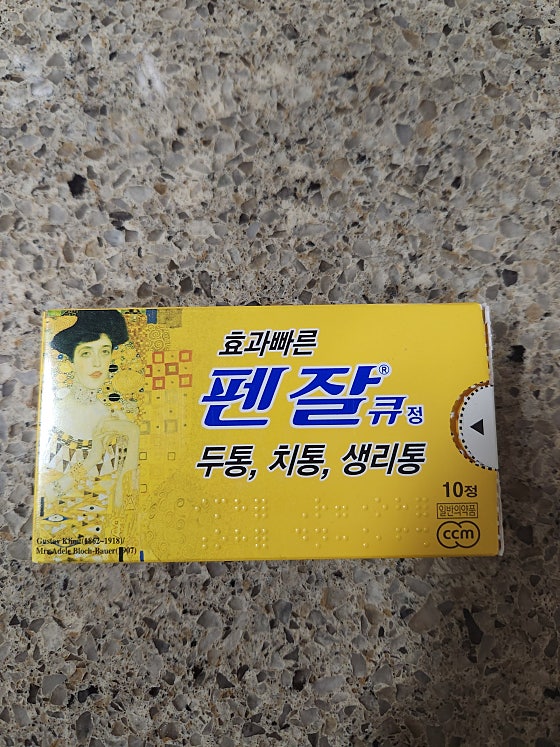 효과빠른
펜잘®큐정
두통, 치통, 생리통
10정
일반의약품
ccm
Gustav Klimt(1862~1918)/
Mrs Adele Bloch-Bauer(1907)